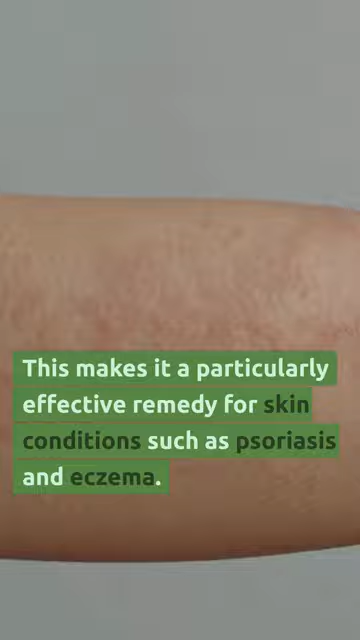 This makes it a particularly
effective remedy for skin
conditions such as psoriasis
and eczema.